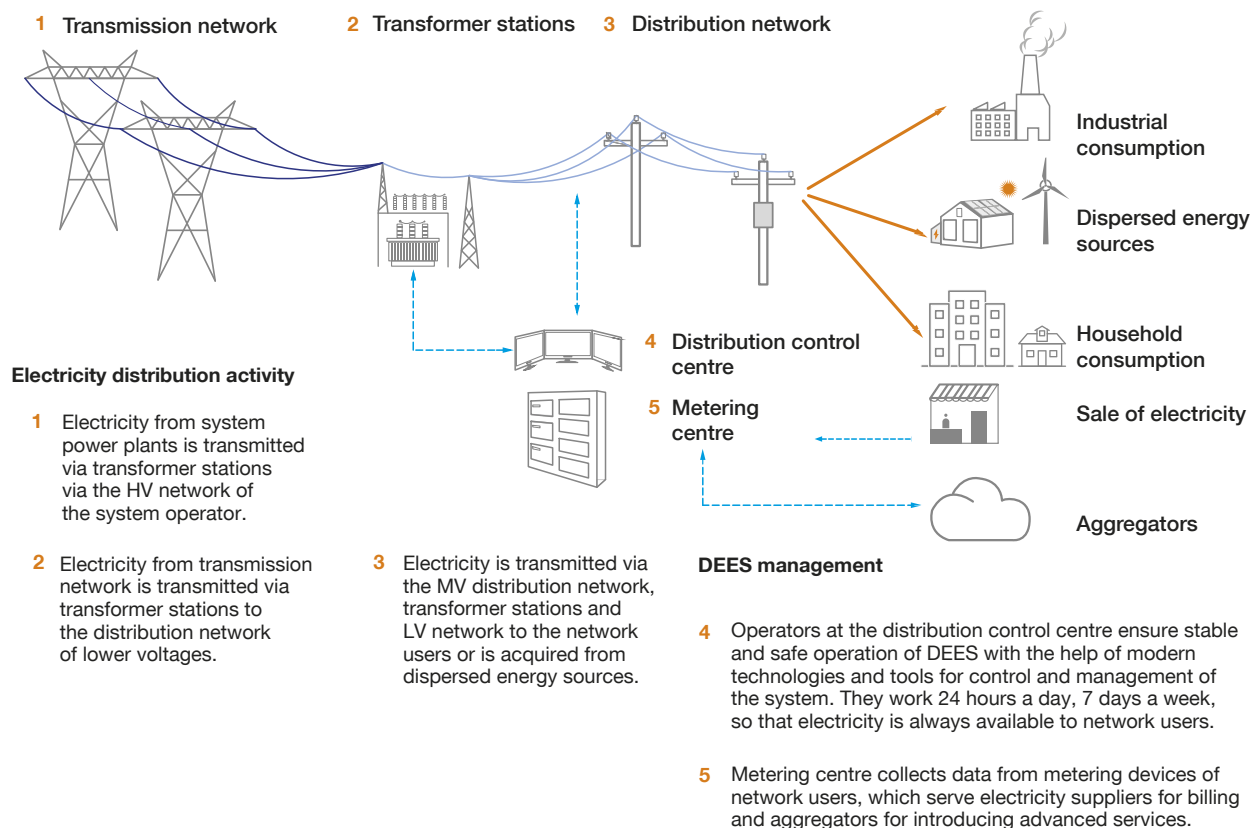 1 Transmission network
2 Transformer stations
3 Distribution network
Industrial
consumption
Dispersed energy
sources
Household
consumption
4 Distribution control
centre
5 Metering
centre
Sale of electricity
Aggregators
Electricity distribution activity
1 Electricity from system
power plants is transmitted
via transformer stations
via the HV network of
the system operator.
2 Electricity from transmission
network is transmitted via
transformer stations to
the distribution network
of lower voltages.
3 Electricity is transmitted via
the MV distribution network,
transformer stations and
LV network to the network
users or is acquired from
dispersed energy sources.
DEES management
4 Operators at the distribution control centre ensure stable
and safe operation of DEES with the help of modern
technologies and tools for control and management of
the system. They work 24 hours a day, 7 days a week,
so that electricity is always available to network users.
5 Metering centre collects data from metering devices of
network users, which serve electricity suppliers for billing
and aggregators for introducing advanced services.